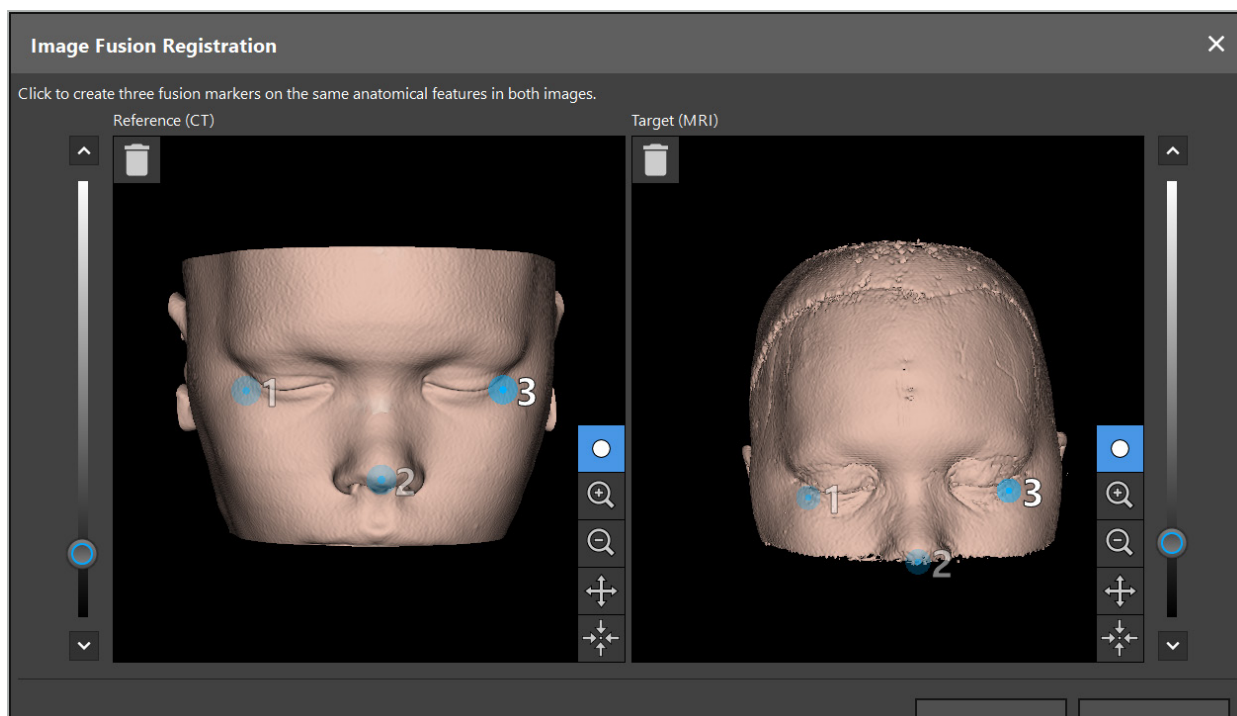 Image Fusion Registration
Click to create three fusion markers on the same anatomical features in both images.
Reference (CT)
Target (MRI)
1
3
2
1
3
2